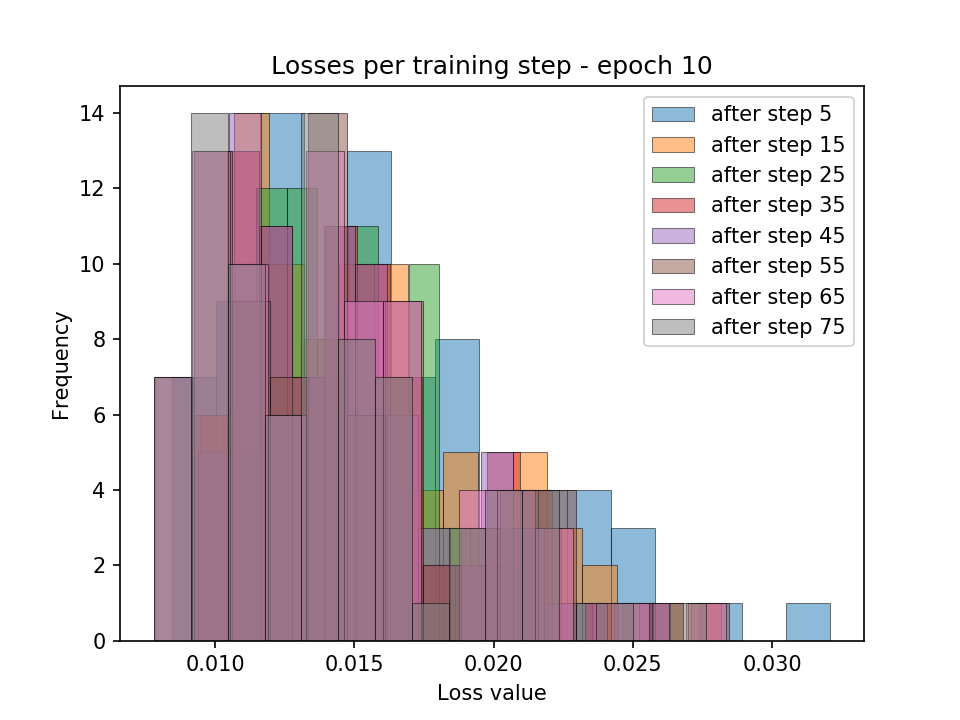 Losses per training step - epoch 10
14
12
10
8
6
4
2
0
Frequency
0.010
0.015
0.020
0.025
0.030
Loss value
after step 5
after step 15
after step 25
after step 35
after step 45
after step 55
after step 65
after step 75